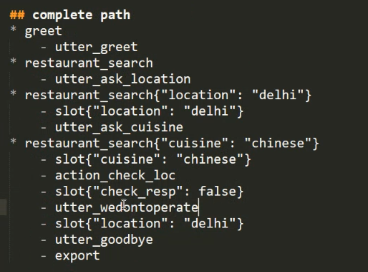 ## complete path
* greet
- utter_greet
* restaurant_search
- utter_ask_location
* restaurant_search{"location": "delhi"}
- slot{"location": "delhi"}
- utter_ask_cuisine
* restaurant_search{"cuisine": "chinese"}
- slot{"cuisine": "chinese"}
- action_check_loc
- slot{"check_resp": false}
- utter_wedontoperate
- slot{"location": "delhi"}
- utter_goodbye
- export